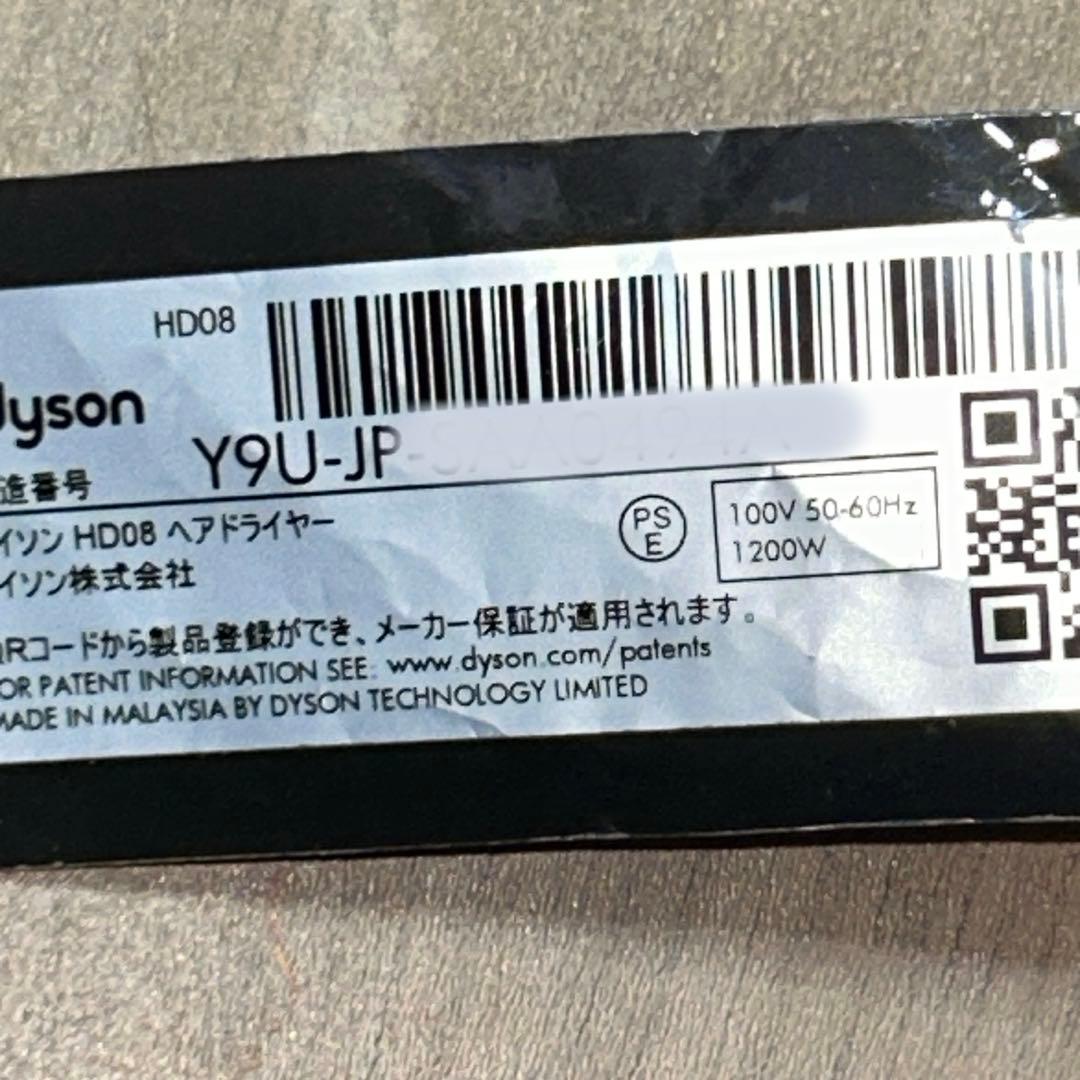 HD08
dyson
造番号
Y9U-JP
イソン HD08 ヘアドライヤー
イソン株式会社
PS
E
100V 50-60Hz
1200W
QRコードから製品登録ができ、メーカー保証が適用されます。
OR PATENT INFORMATION SEE: www.dyson.com/patents
MADE IN MALAYSIA BY DYSON TECHNOLOGY LIMITED